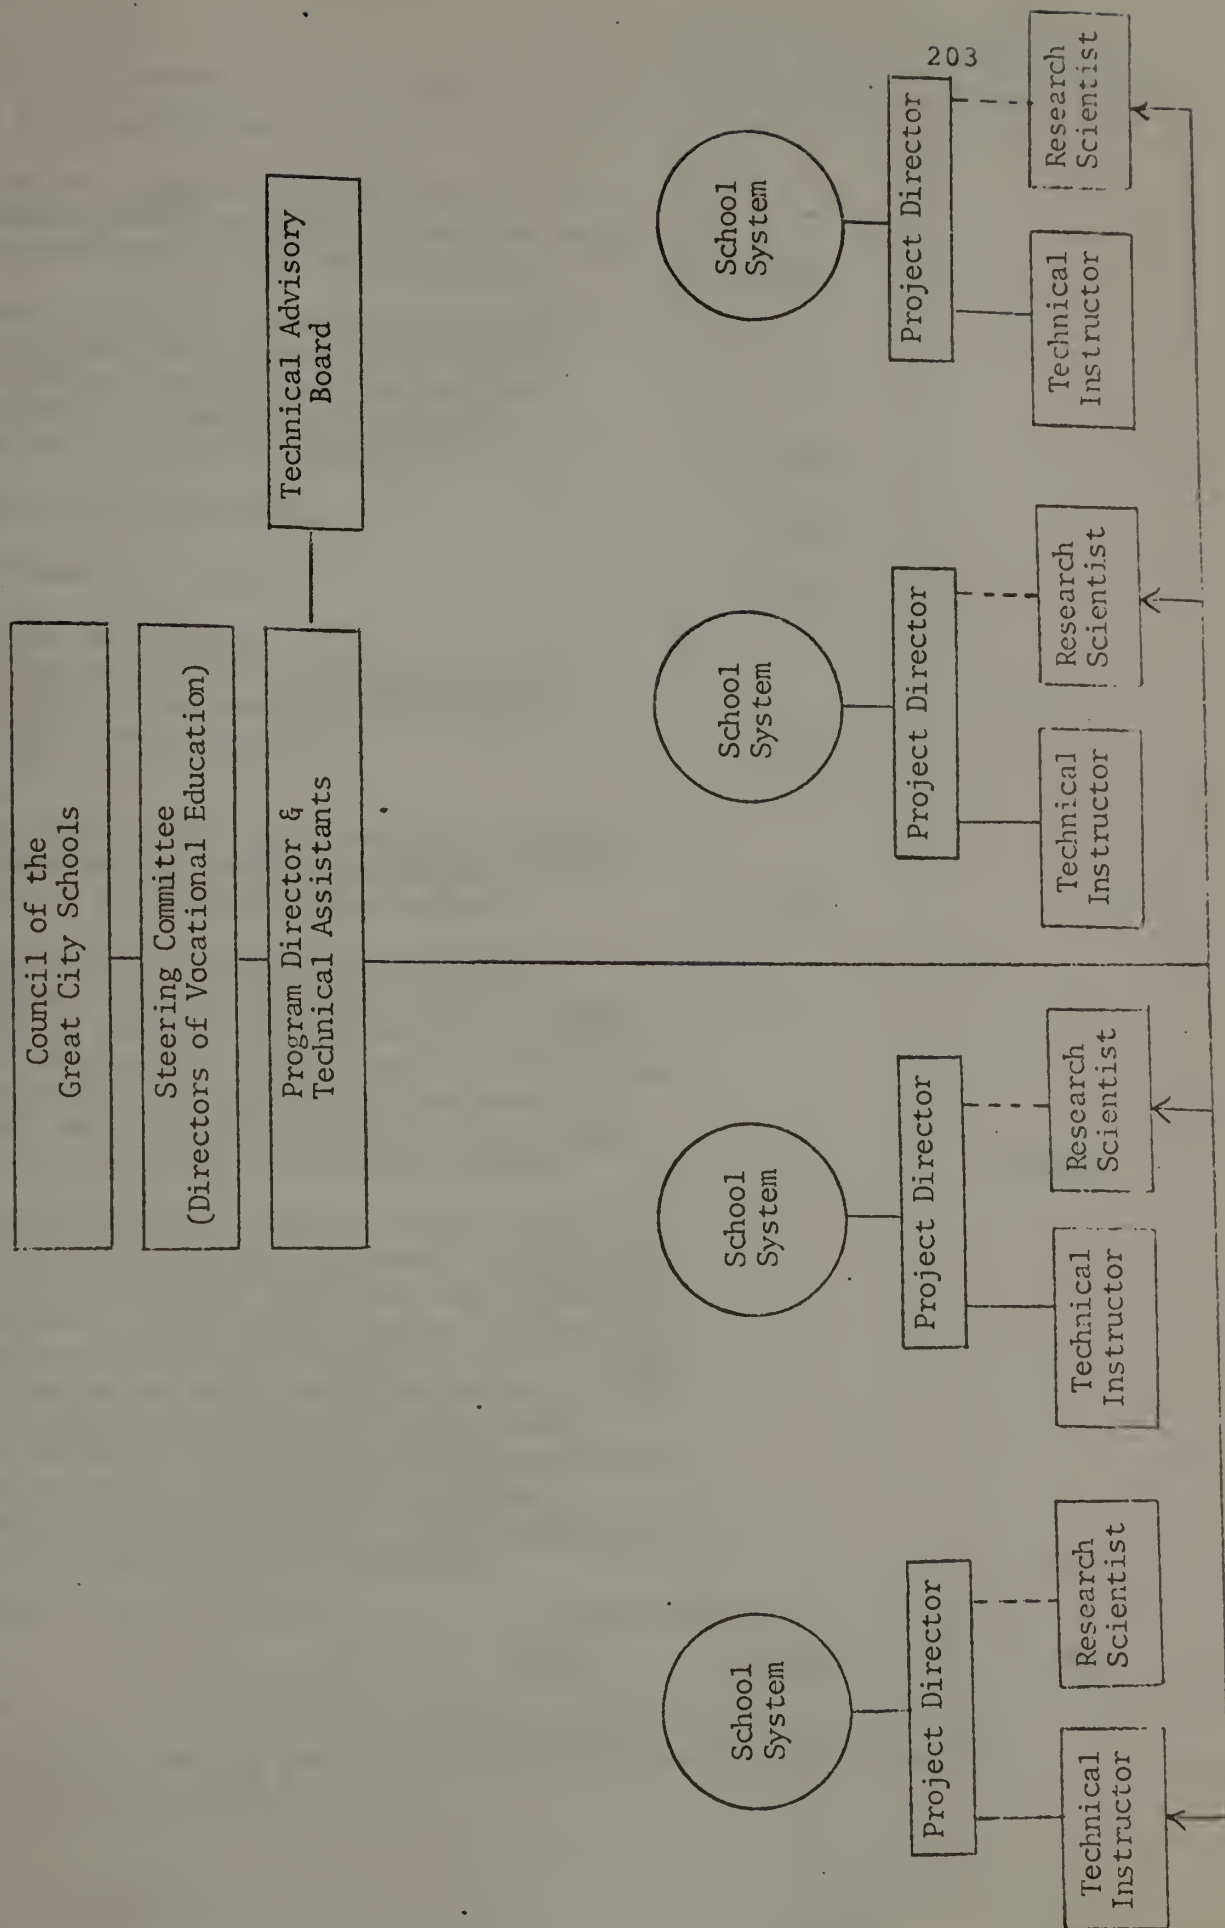 203
Council of the
Great City Schools
Steering Committee
(Directors of Vocational Education)
Program Director &
Technical Assistants
Technical Advisory
Board
School
System
Project Director
Technical
Instructor
Research
Scientist
School
System
Project Director
Technical
Instructor
Research
Scientist
School
System
Project Director
Technical
Instructor
Research
Scientist
School
System
Project Director
Technical
Instructor
Research
Scientist